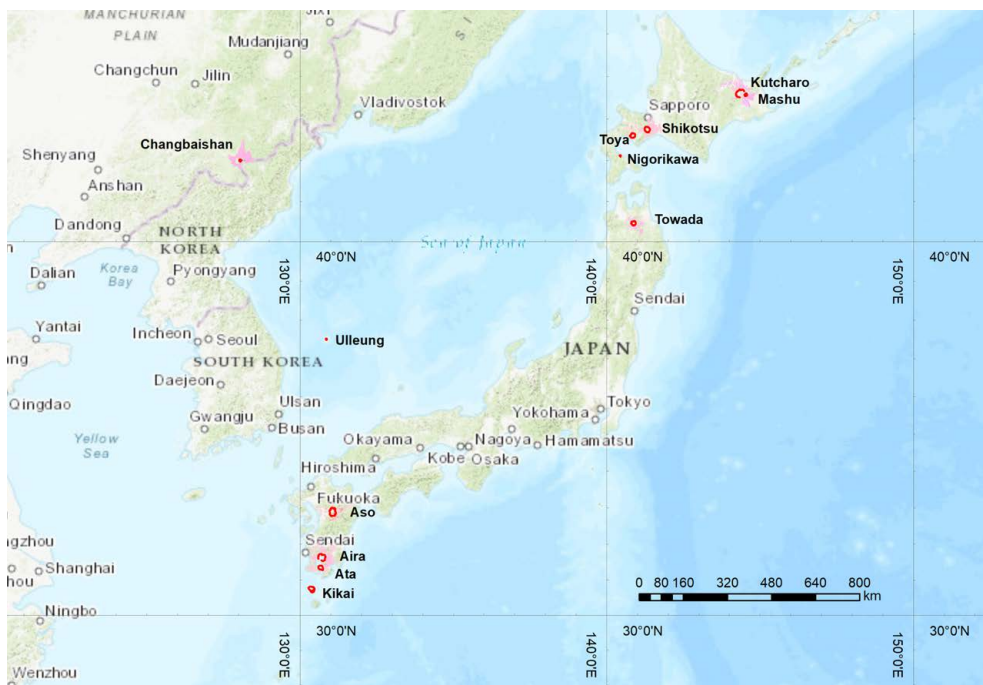 MANCHURIAN
PLAIN
Mudanjiang
Changchun
Jilin
Vladivostok
Kutcharo
Mashu
Sapporo
Shikotsu
Toya
Nigorikawa
Changbaishan
Shenyang
Anshan
Dandong
Towada
NORTH
KOREA
Sea of Japan
40°0'N
40°0'N
40°0'N
130°0'E
140°0'E
150°0'E
Korea
Bay
Dalian
Pyongyang
Sendai
Yantai
Incheon
Seoul
Ulleung
SOUTH KOREA
JAPAN
Daejeon
Qingdao
Ulsan
Gwangju
Busan
Yokohama
Tokyo
Yellow
Sea
Okayama
Nagoya
Hamamatsu
Kobe
Osaka
Hiroshima
Fukuoka
Aso
Sendai
Aira
Ata
Kikai
gzhou
hou
Shanghai
Ningbo
Wenzhou
0 80 160 320 480 640 800
km
30°0'N
30°0'N
30°0'N
130°0'E
140°0'E
150°0'E